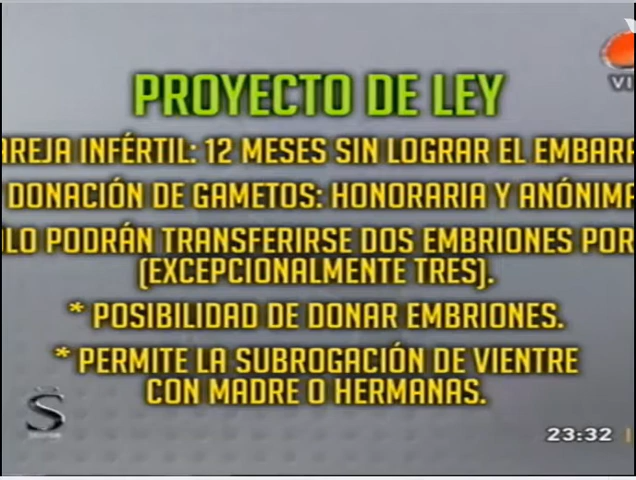 VI
PROYECTO DE LEY
AREJA INFÉRTIL: 12 MESES SIN LOGRAR EL EMBARA
DONACIÓN DE GAMETOS: HONORARIA Y ANÓNIMA
LO PODRÁN TRANSFERIRSE DOS EMBRIONES POR
(EXCEPCIONALMENTE TRES).
* POSIBILIDAD DE DONAR EMBRIONES.
* PERMITE LA SUBROGACIÓN DE VIENTRE
CON MADRE O HERMANAS.
S
23:32